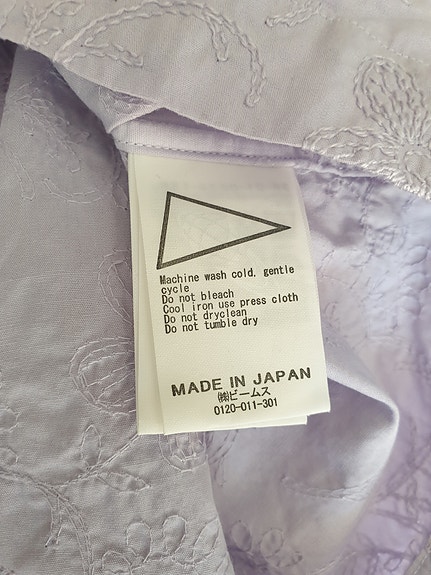 Machine wash cold, gentle
cycle
Do not bleach
Cool iron use press cloth
Do not dryclean
Do not tumble dry
MADE IN JAPAN
㈱ビームス
0120-011-301